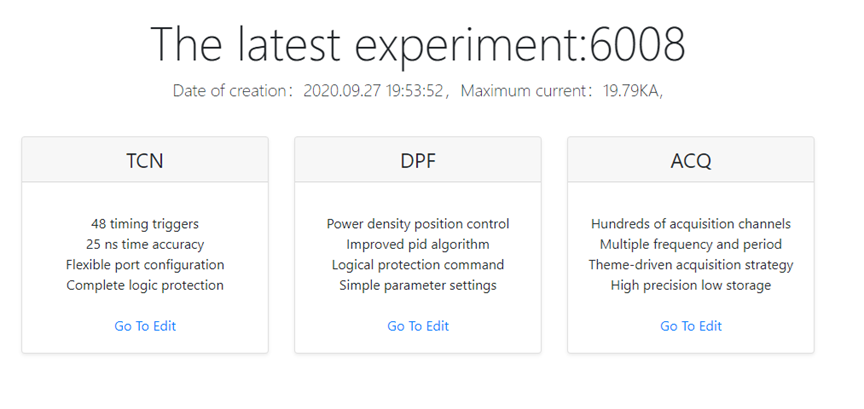 The latest experiment:6008
Date of creation：2020.09.27 19:53:52，Maximum current：19.79KA,
TCN
48 timing triggers
25 ns time accuracy
Flexible port configuration
Complete logic protection
Go To Edit
DPF
Power density position control
Improved pid algorithm
Logical protection command
Simple parameter settings
Go To Edit
ACQ
Hundreds of acquisition channels
Multiple frequency and period
Theme-driven acquisition strategy
High precision low storage
Go To Edit